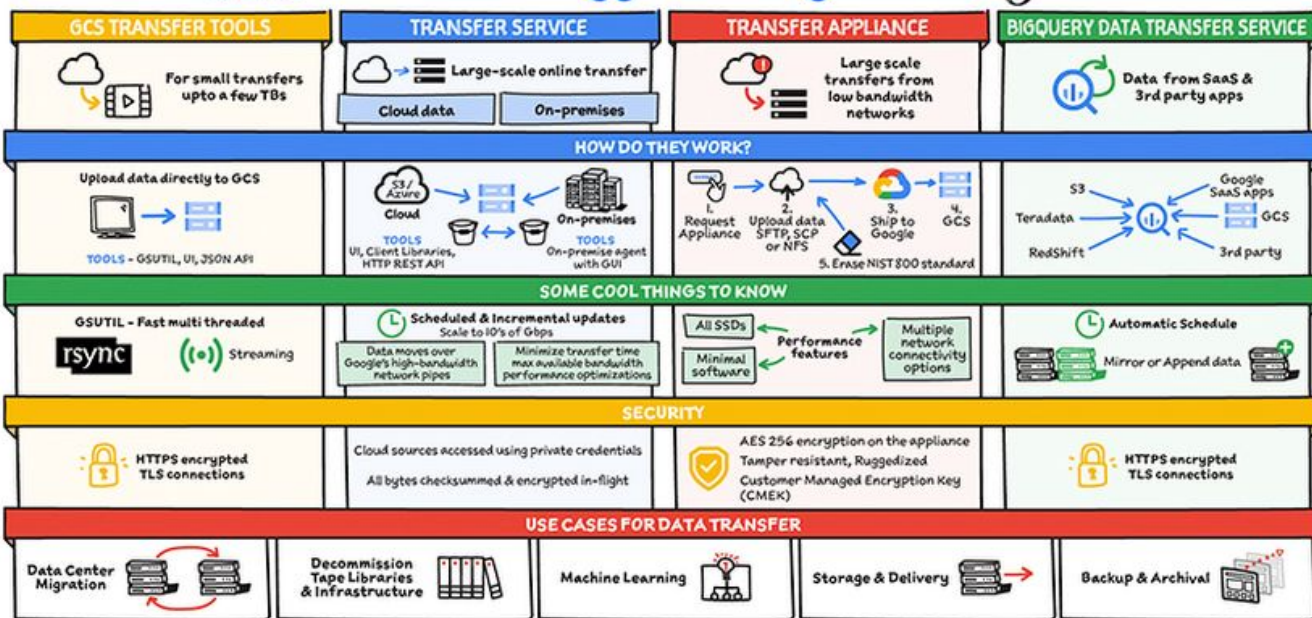 GCS TRANSFER TOOLS
TRANSFER SERVICE
TRANSFER APPLIANCE
BIGQUERY DATA TRANSFER SERVICE
For small transfers
upto a few TBs
Large-scale online transfer
Cloud data
On-premises
Large scale
transfers from
low bandwidth
networks
Data from SaaS &
3rd party apps
HOW DO THEY WORK?
Upload data directly to GCS
TOOLS - GSUTIL, UI, JSON API
S3/
Azure
Cloud
On-premises
TOOLS
UI, Client Libraries,
HTTP REST API
TOOLS
On-premise agent
with GUI
1.
Request
Appliance
2.
Upload data
SFTP, SCP
or NFS
3.
Ship to
Google
4.
GCS
5. Erase NIST 800 standard
S3
Teradata
RedShift
Google
SaaS apps
GCS
3rd party
SOME COOL THINGS TO KNOW
GSUTIL - Fast multi threaded
rsync
Streaming
Scheduled & Incremental updates
Scale to 10's of Gbps
Data moves over
Google's high-bandwidth
network pipes
Minimize transfer time
max available bandwidth
performance optimizations
All SSDs
Minimal
software
Performance
features
Multiple
network
connectivity
options
Automatic Schedule
Mirror or Append data
SECURITY
HTTPS encrypted
TLS connections
Cloud sources accessed using private credentials
All bytes checksummed & encrypted in-flight
AES 256 encryption on the appliance
Tamper resistant, Ruggedized
Customer Managed Encryption Key
(CMEK)
HTTPS encrypted
TLS connections
USE CASES FOR DATA TRANSFER
Data Center
Migration
Decommission
Tape Libraries
& Infrastructure
Machine Learning
Storage & Delivery
Backup & Archival